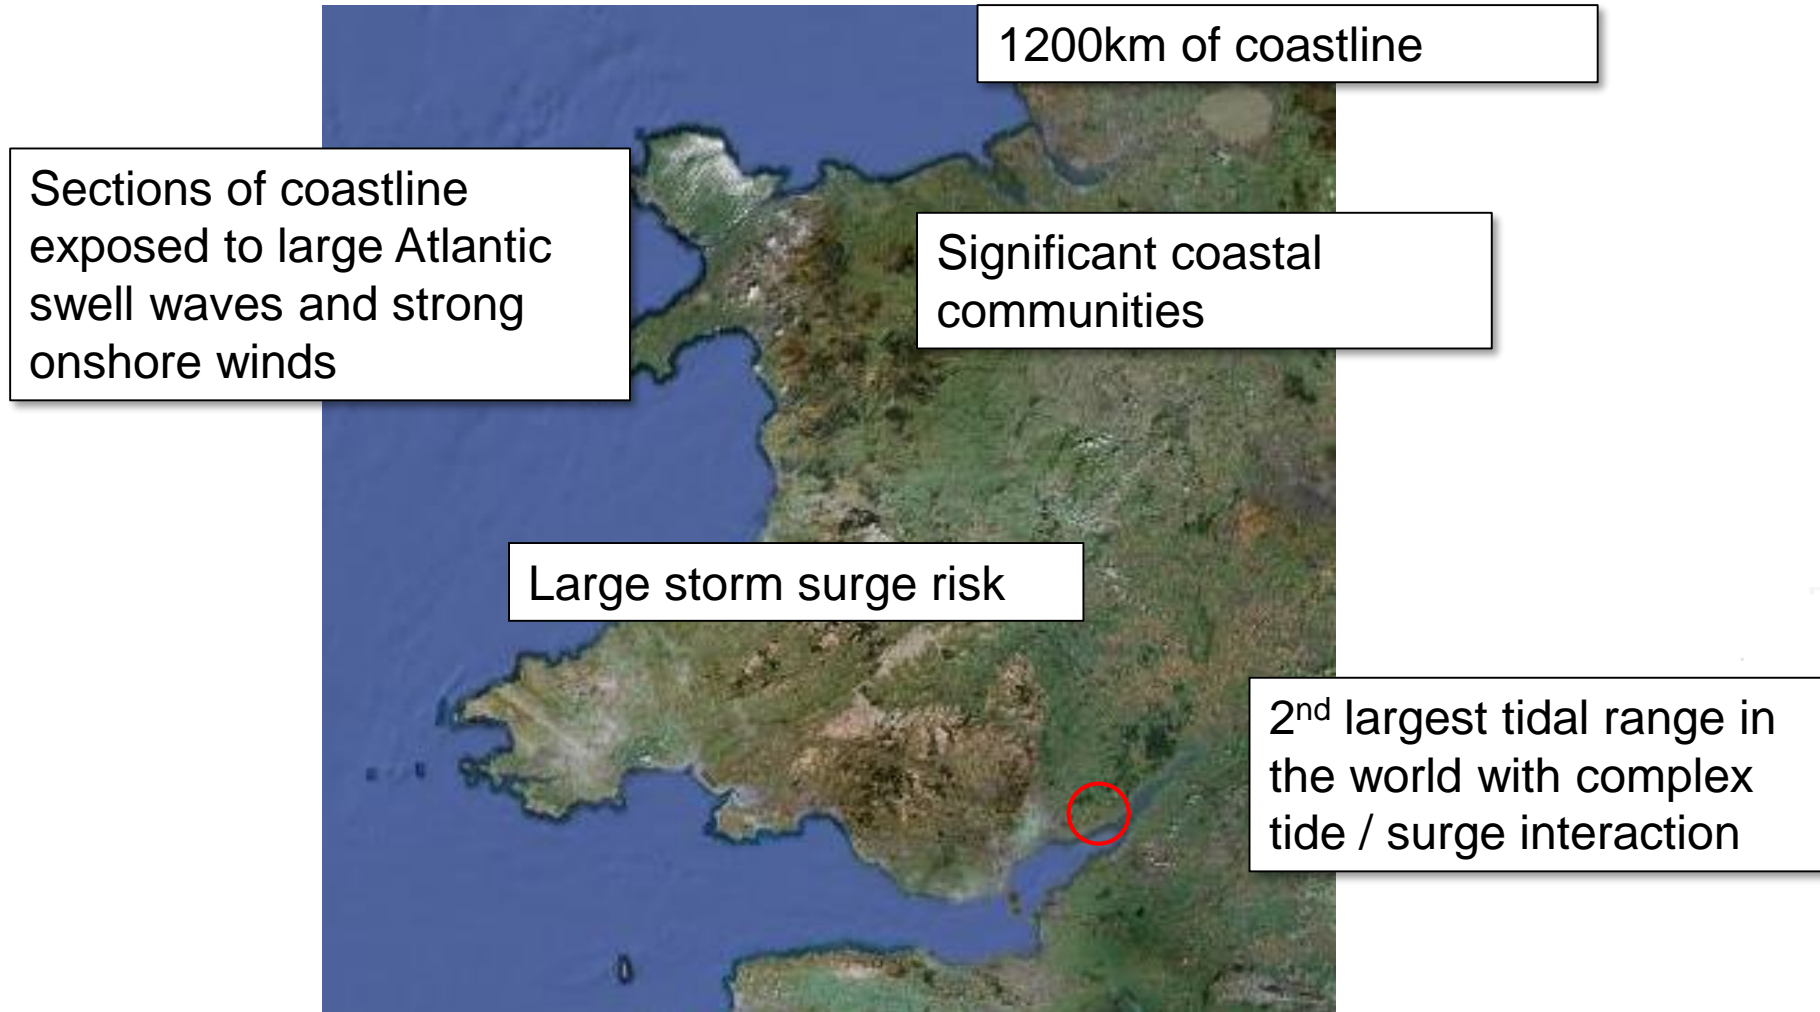 1200km of coastline
Sections of coastline
exposed to large Atlantic
swell waves and strong
onshore winds
Significant coastal
communities
Large storm surge risk
2nd largest tidal range in
the world with complex
tide / surge interaction